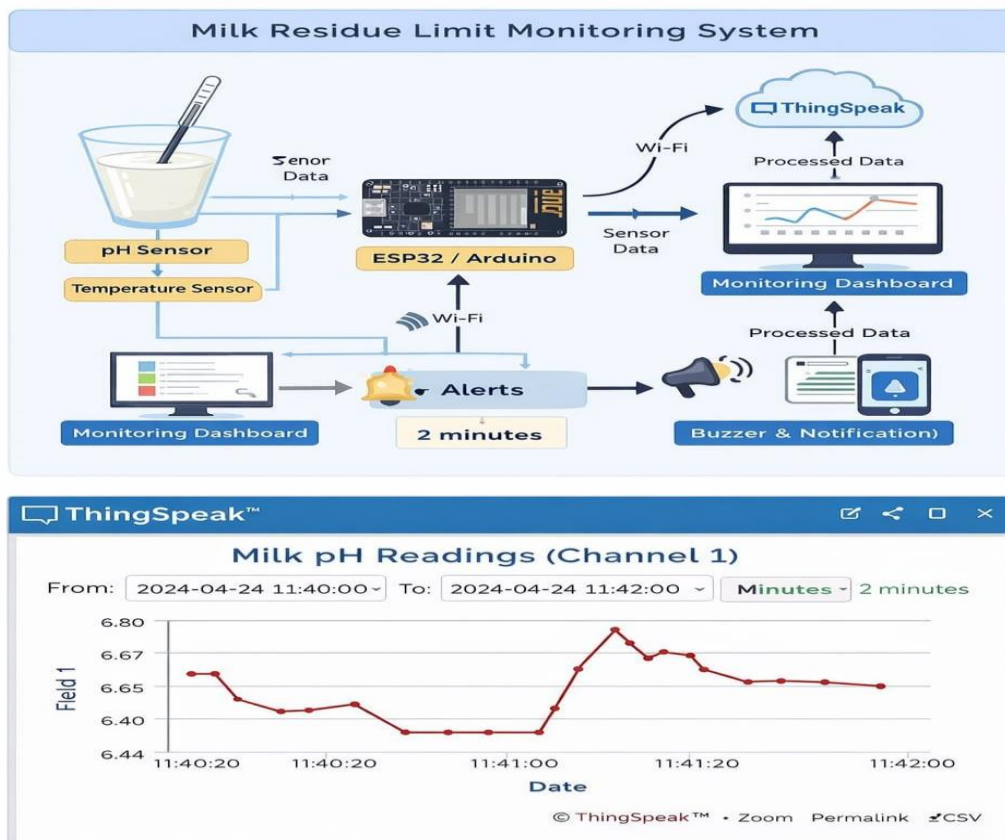 Milk Residue Limit Monitoring System
ThingSpeak
Wi-Fi
Processed Data
Senor
Data
Sensor
Data
pH Sensor
Temperature Sensor
ESP32 / Arduino
Monitoring Dashboard
Wi-Fi
Processed Data
Alerts
2 minutes
Monitoring Dashboard
Buzzer & Notification)
ThingSpeak™
Milk pH Readings (Channel 1)
From: 2024-04-24 11:40:00 To: 2024-04-24 11:42:00 Minutes 2 minutes
6.80
6.67
6.65
6.40
6.44
Field 1
11:40:20 11:40:20 11:41:00 11:41:20 11:42:00
Date
© ThingSpeak™ • Zoom Permalink CSV